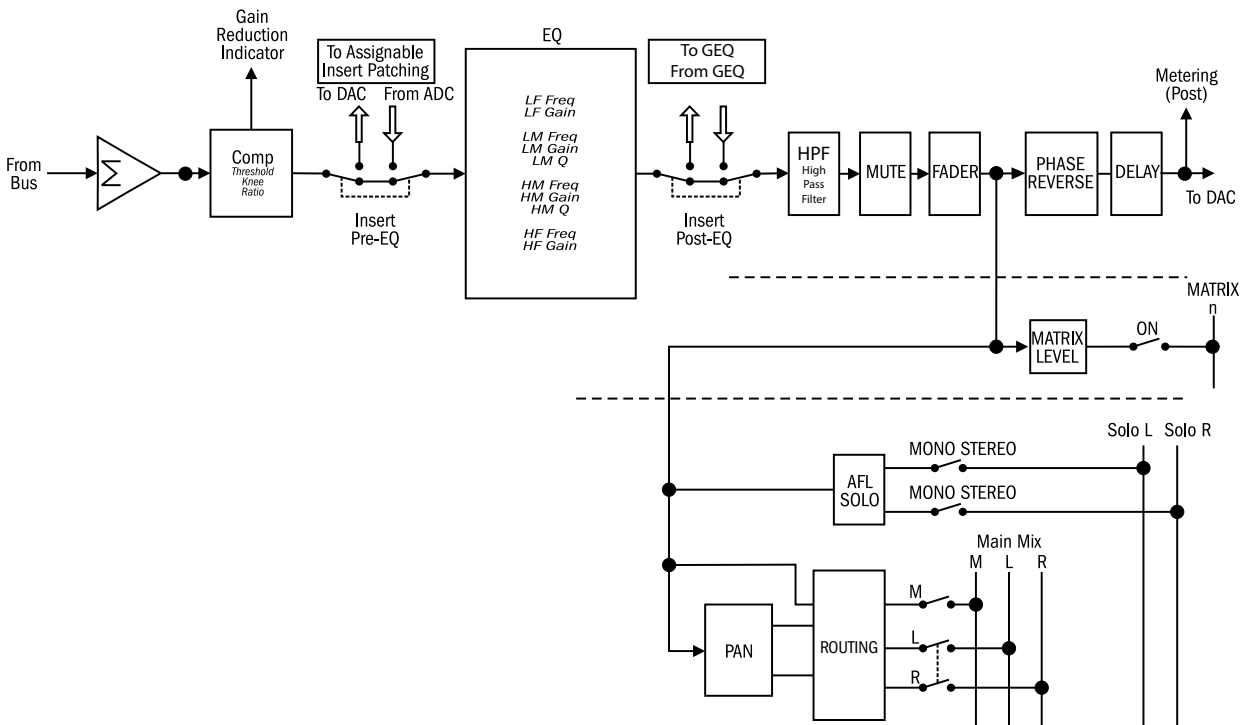 Gain
Reduction
Indicator
To Assignable
Insert Patching
To DAC From ADC
EQ
To GEQ
From GEQ
Metering
(Post)
From
Bus
Σ
Comp
Threshold
Knee
Ratio
Insert
Pre-EQ
LF Freq
LF Gain
LM Freq
LM Gain
LM Q
HM Freq
HM Gain
HM Q
HF Freq
HF Gain
Insert
Post-EQ
HPF
High
Pass
Filter
MUTE
FADER
PHASE
REVERSE
DELAY
To DAC
MATRIX
n
MATRIX
LEVEL
ON
Solo L Solo R
AFL
SOLO
MONO STEREO
MONO STEREO
Main Mix
M L R
PAN
ROUTING
M
L
R